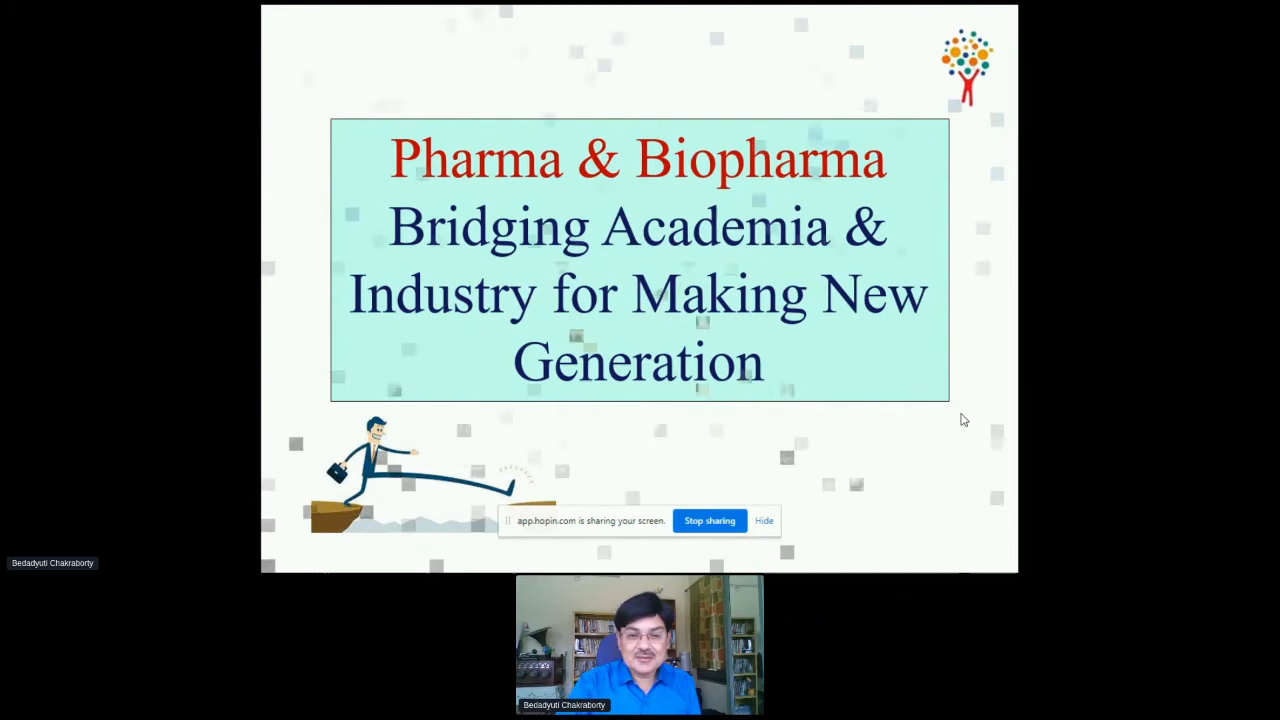 Pharma & Biopharma
Bridging Academia &
Industry for Making New
Generation
app.hopin.com is sharing your screen.
Stop sharing
Hide
Bedadyuti Chakraborty
Bedadyuti Chakraborty